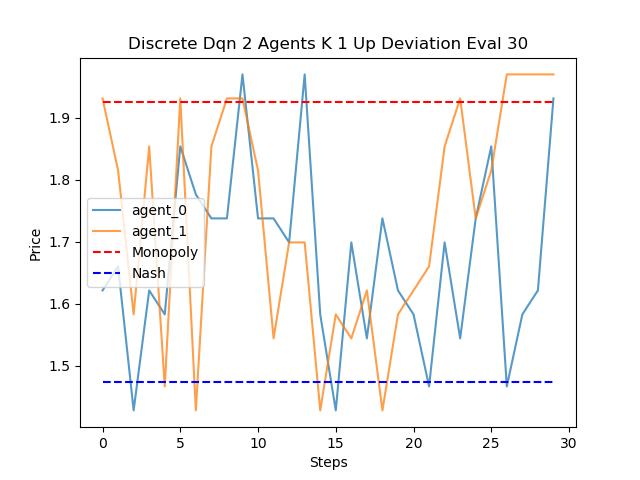 Discrete Dqn 2 Agents K 1 Up Deviation Eval 30
Price
1.9
1.8
1.7
1.6
1.5
agent_0
agent_1
Monopoly
Nash
0 5 10 15 20 25 30
Steps